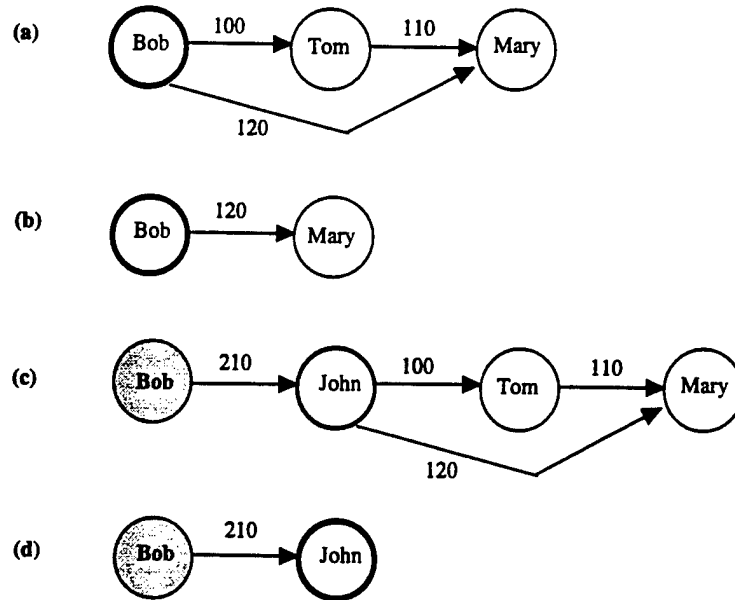 (a) Bob 100 Tom 110 Mary
120
(b) Bob 120 Mary
(c) Bob 210 John 100 Tom 110 Mary
120
(d) Bob 210 John